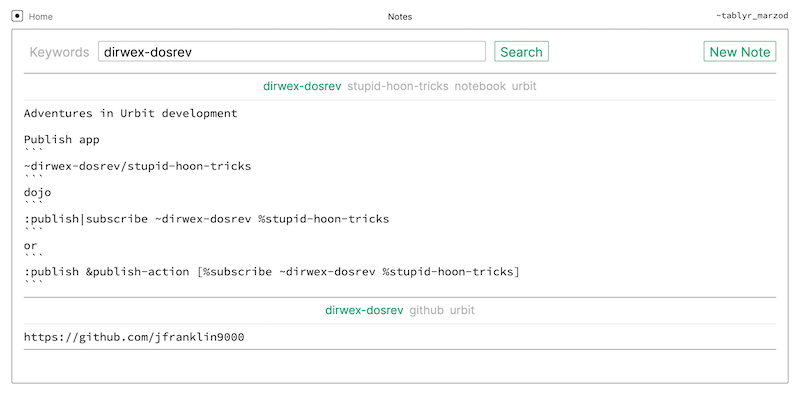 Home
Notes
~tablyr_marzod
Keywords dirwex-dosrev Search New Note
dirwex-dosrev stupid-hoon-tricks notebook urbit
Adventures in Urbit development
Publish app
```
~dirwex-dosrev/stupid-hoon-tricks
```
dojo
```
:publish|subscribe ~dirwex-dosrev %stupid-hoon-tricks
```
or
```
:publish &publish-action [%subscribe ~dirwex-dosrev %stupid-hoon-tricks]
```
dirwex-dosrev github urbit
https://github.com/jfranklin9000